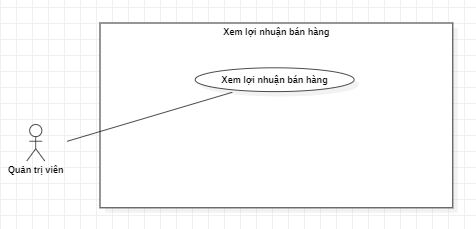 Xem lợi nhuận bán hàng
Xem lợi nhuận bán hàng
Quản trị viên